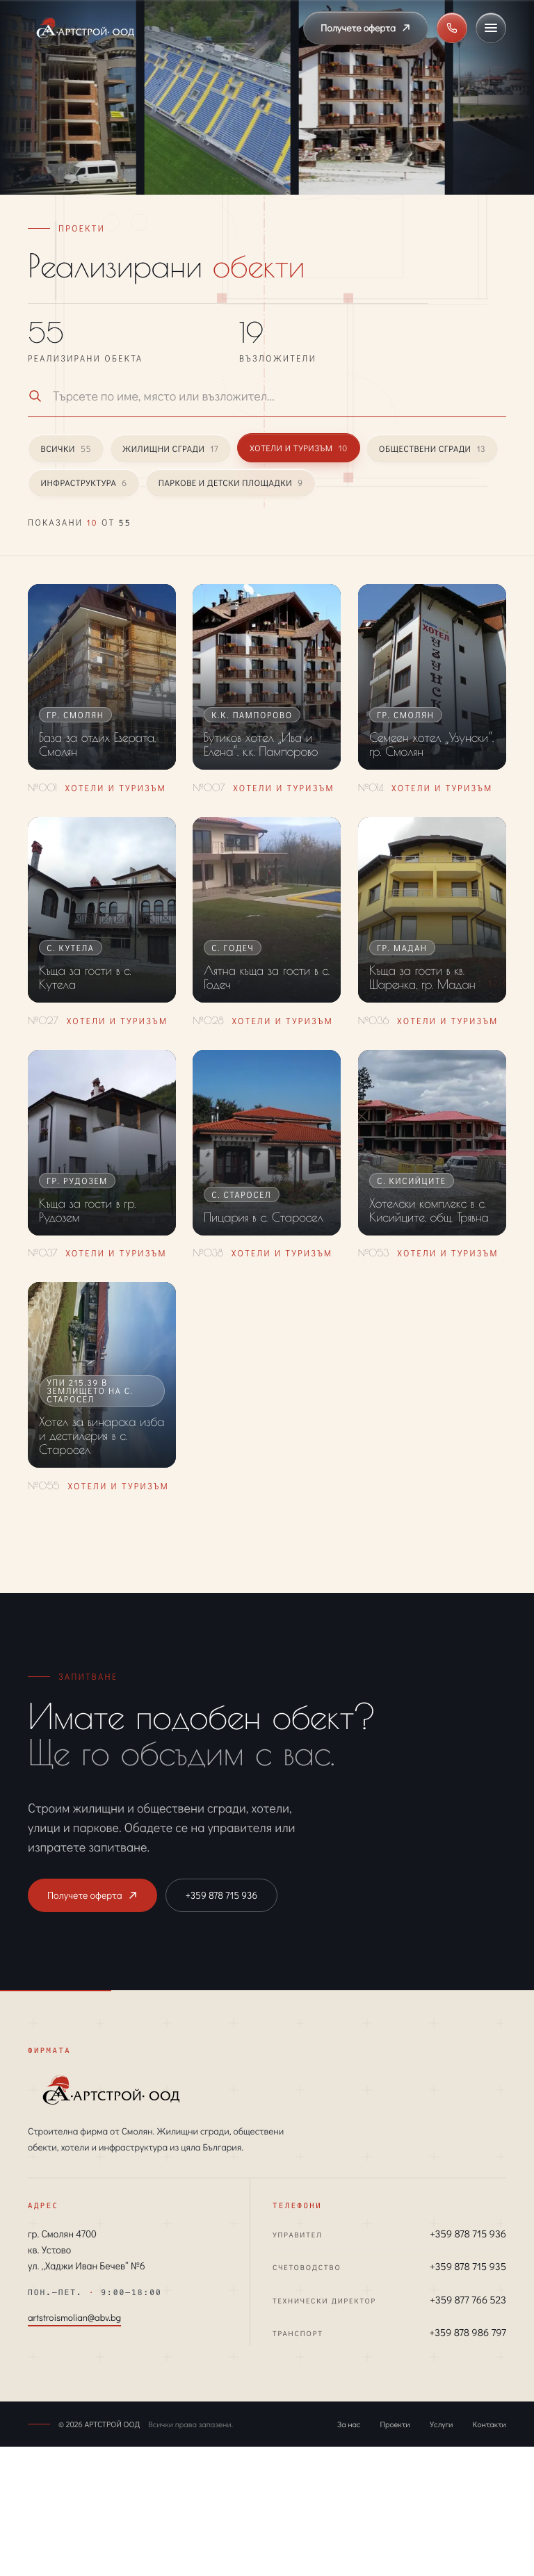 АРТСТРОЙ· ООД
Получете оферта
ПРОЕКТИ
Реализирани обекти
55
РЕАЛИЗИРАНИ ОБЕКТА
19
ВЪЗЛОЖИТЕЛИ
Търсете по име, място или възложител...
ВСИЧКИ 55
ЖИЛИЩНИ СГРАДИ 17
ХОТЕЛИ И ТУРИЗЪМ 10
ОБЩЕСТВЕНИ СГРАДИ 13
ИНФРАСТРУКТУРА 6
ПАРКОВЕ И ДЕТСКИ ПЛОЩАДКИ 9
ПОКАЗАНИ 10 ОТ 55
ГР. СМОЛЯН
База за отдих Езерата,
Смолян
№001 ХОТЕЛИ И ТУРИЗЪМ
К.К. ПАМПОРОВО
Бутиков хотел „Ива и
Елена“, к.к. Пампорово
№007 ХОТЕЛИ И ТУРИЗЪМ
ХОТЕЛ
УЗУНСКИ
ГР. СМОЛЯН
Семеен хотел „Узунски“,
гр. Смолян
№014 ХОТЕЛИ И ТУРИЗЪМ
С. КУТЕЛА
Къща за гости в с.
Кутела
№027 ХОТЕЛИ И ТУРИЗЪМ
С. ГОДЕЧ
Лятна къща за гости в с.
Годеч
№028 ХОТЕЛИ И ТУРИЗЪМ
ГР. МАДАН
Къща за гости в кв.
Шаренка, гр. Мадан
№036 ХОТЕЛИ И ТУРИЗЪМ
ГР. РУДОЗЕМ
Къща за гости в гр.
Рудозем
№037 ХОТЕЛИ И ТУРИЗЪМ
С. СТАРОСЕЛ
Пицария в с. Старосел
№038 ХОТЕЛИ И ТУРИЗЪМ
С. КИСИЙЦИТЕ
Хотелски комплекс в с.
Кисийците, общ. Трявна
№053 ХОТЕЛИ И ТУРИЗЪМ
УПИ 215.39 В
ЗЕМЛИЩЕТО НА С.
СТАРОСЕЛ
Хотел за винарска изба
и дестилерия в с.
Старосел
№055 ХОТЕЛИ И ТУРИЗЪМ
ЗАПИТВАНЕ
Имате подобен обект?
Ще го обсъдим с вас.
Строим жилищни и обществени сгради, хотели,
улици и паркове. Обадете се на управителя или
изпратете запитване.
Получете оферта
+359 878 715 936
ФИРМАТА
АРТСТРОЙ· ООД
Строителна фирма от Смолян. Жилищни сгради, обществени
обекти, хотели и инфраструктура из цяла България.
АДРЕС
гр. Смолян 4700
кв. Устово
ул. „Хаджи Иван Бечев“ №6
ПОН.–ПЕТ. · 9:00–18:00
artstroismolian@abv.bg
ТЕЛЕФОНИ
УПРАВИТЕЛ +359 878 715 936
СЧЕТОВОДСТВО +359 878 715 935
ТЕХНИЧЕСКИ ДИРЕКТОР +359 877 766 523
ТРАНСПОРТ +359 878 986 797
© 2026 АРТСТРОЙ ООД Всички права запазени.
За нас Проекти Услуги Контакти